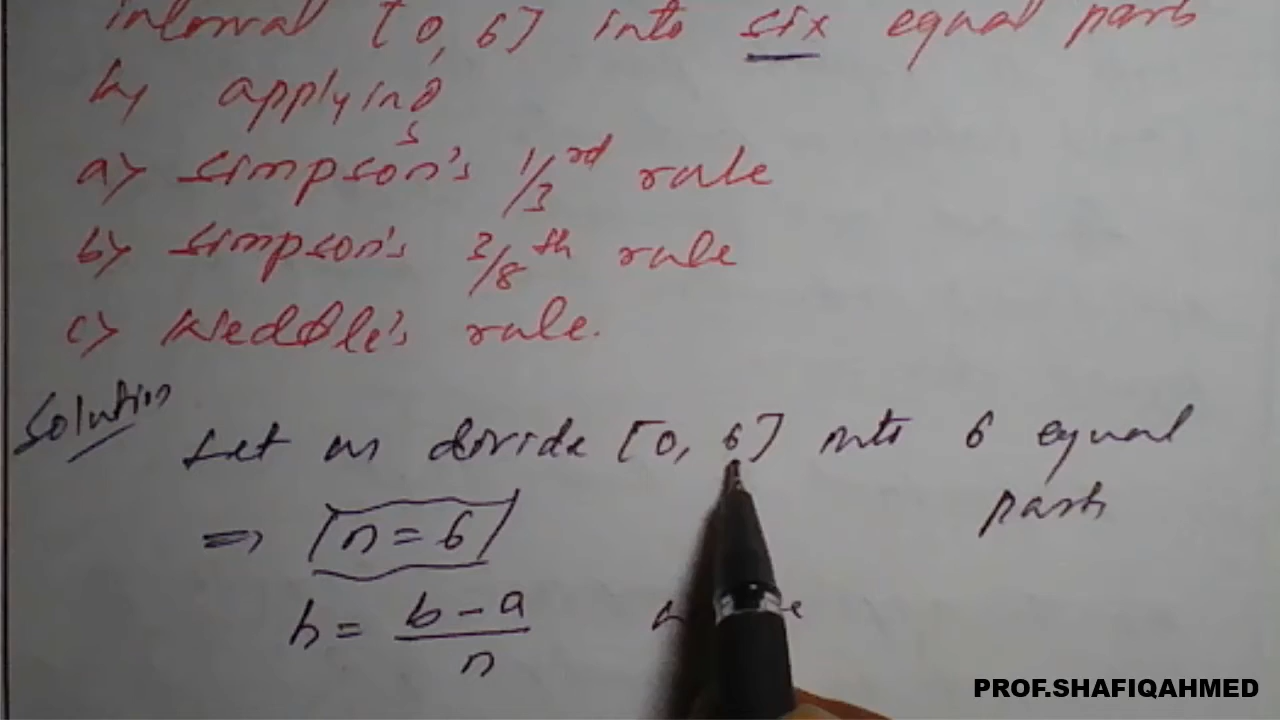 interval [0, 6] into six equal parts
by applying
a) Simpson's 1/3rd rule
s
b) Simpson's 3/8th rule
c) Weddle's rule.
Solution
Let us divide [0, 6] into 6 equal
parts
⇒ n = 6
h = b - a / n
PROF.SHAFIQAHMED